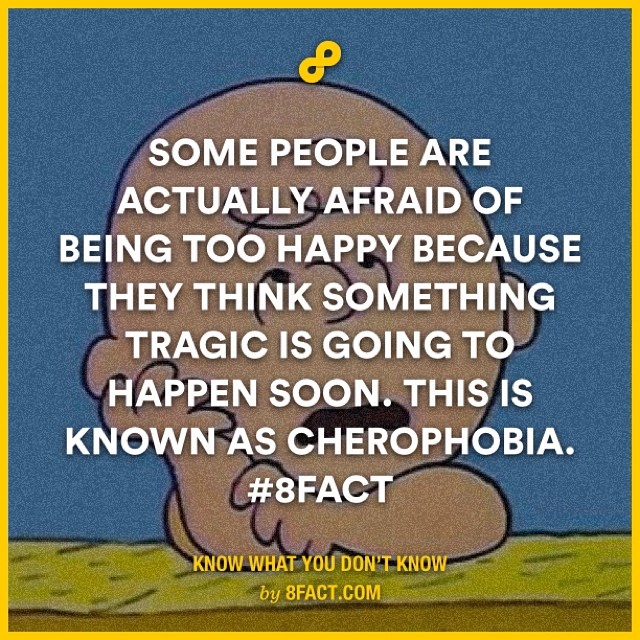 SOME PEOPLE ARE
ACTUALLY AFRAID OF
BEING TOO HAPPY BECAUSE
THEY THINK SOMETHING
TRAGIC IS GOING TO
HAPPEN SOON. THIS IS
KNOWN AS CHEROPHOBIA.
#8FACT
KNOW WHAT YOU DON'T KNOW
by 8FACT.COM